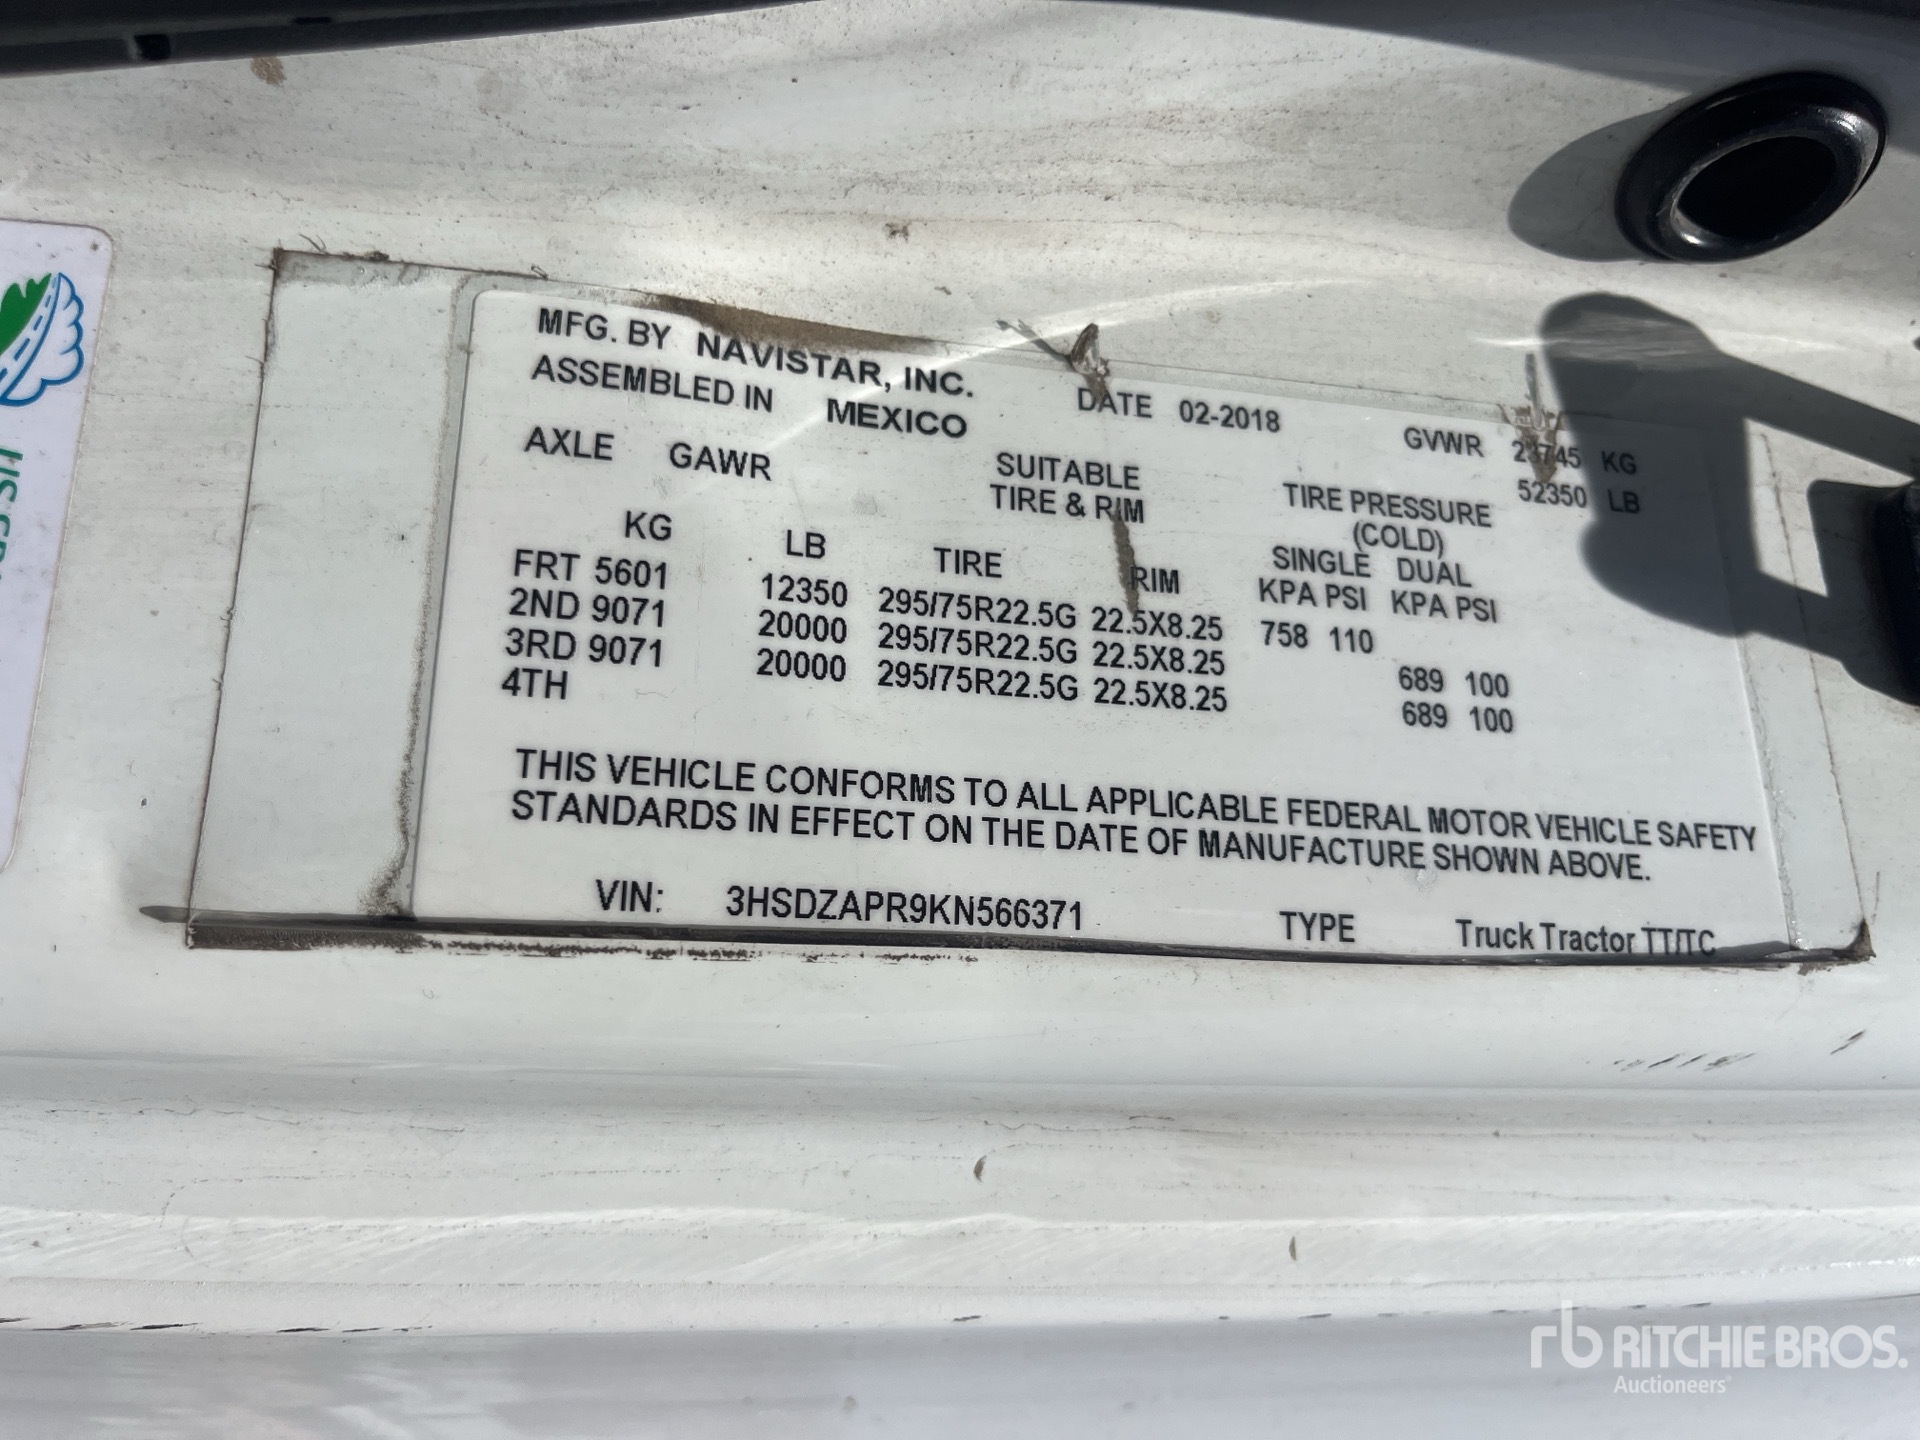 MFG. BY NAVISTAR, INC.
ASSEMBLED IN MEXICO DATE 02-2018 GVWR 23745 KG
52350 LB
AXLE GAWR SUITABLE TIRE PRESSURE
TIRE & RIM (COLD)
KG LB TIRE RIM SINGLE DUAL
KPA PSI KPA PSI
FRT 5601 12350 295/75R22.5G 22.5X8.25 758 110
2ND 9071 20000 295/75R22.5G 22.5X8.25 689 100
3RD 9071 20000 295/75R22.5G 22.5X8.25 689 100
4TH
THIS VEHICLE CONFORMS TO ALL APPLICABLE FEDERAL MOTOR VEHICLE SAFETY
STANDARDS IN EFFECT ON THE DATE OF MANUFACTURE SHOWN ABOVE.
VIN: 3HSDZAPR9KN566371 TYPE Truck Tractor TT/TC
rb RITCHIE BROS.
Auctioneers